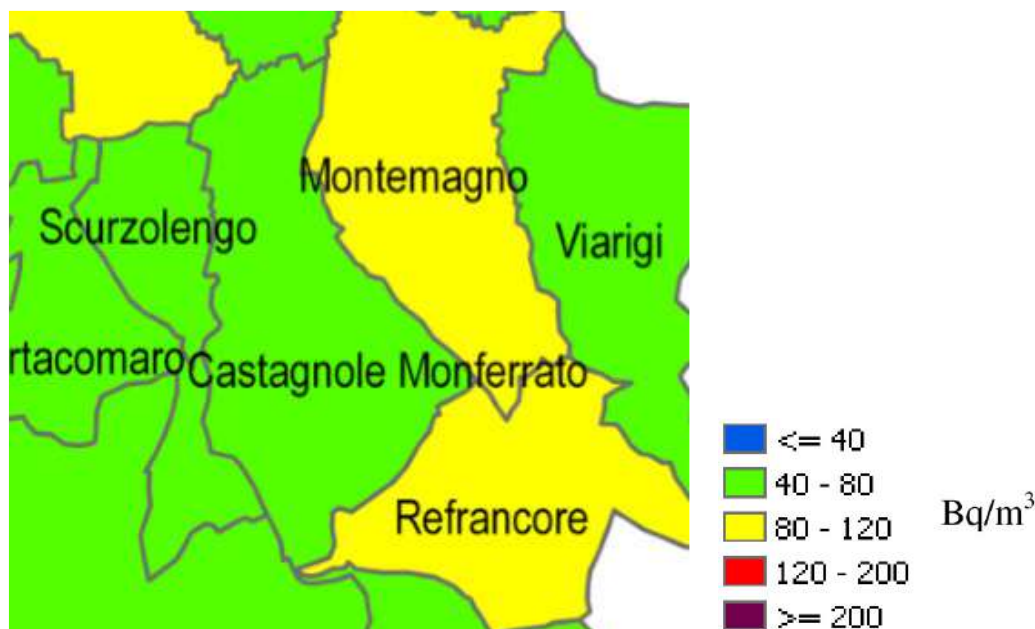 Montemagno
Scurzolengo
Viarigi
rtacomaro
Castagnole Monferrato
Refrancore
<= 40
40 - 80
80 - 120
120 - 200
>= 200
Bq/m³